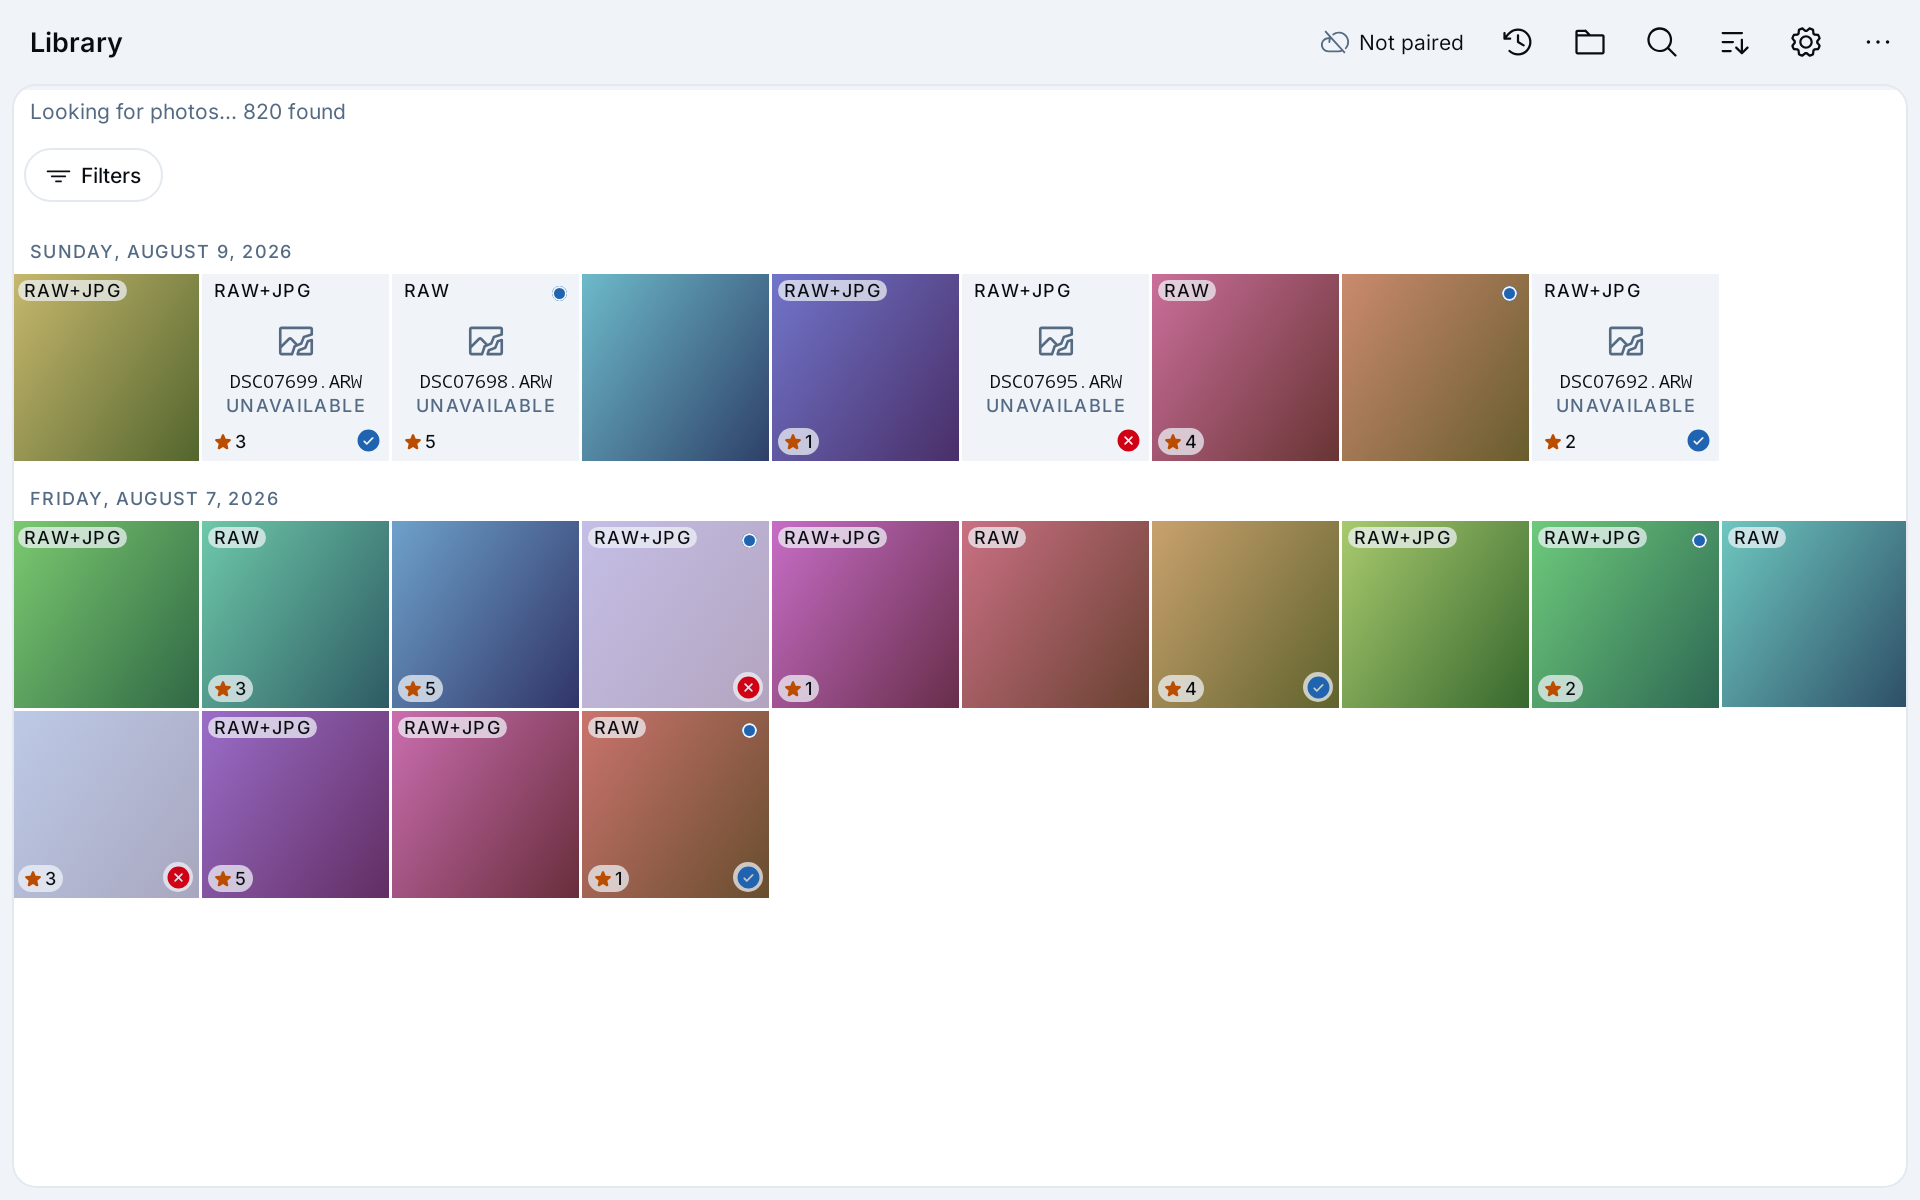 Library
Not paired
Looking for photos... 820 found
Filters
SUNDAY, AUGUST 9, 2026
RAW+JPG
RAW+JPG
DSC07699.ARW
UNAVAILABLE
3
RAW
DSC07698.ARW
UNAVAILABLE
5
RAW+JPG
1
RAW+JPG
DSC07695.ARW
UNAVAILABLE
RAW
4
RAW+JPG
DSC07692.ARW
UNAVAILABLE
2
FRIDAY, AUGUST 7, 2026
RAW+JPG
RAW
3
5
RAW+JPG
RAW+JPG
1
RAW
4
RAW+JPG
RAW+JPG
2
RAW
3
RAW+JPG
5
RAW+JPG
RAW
1